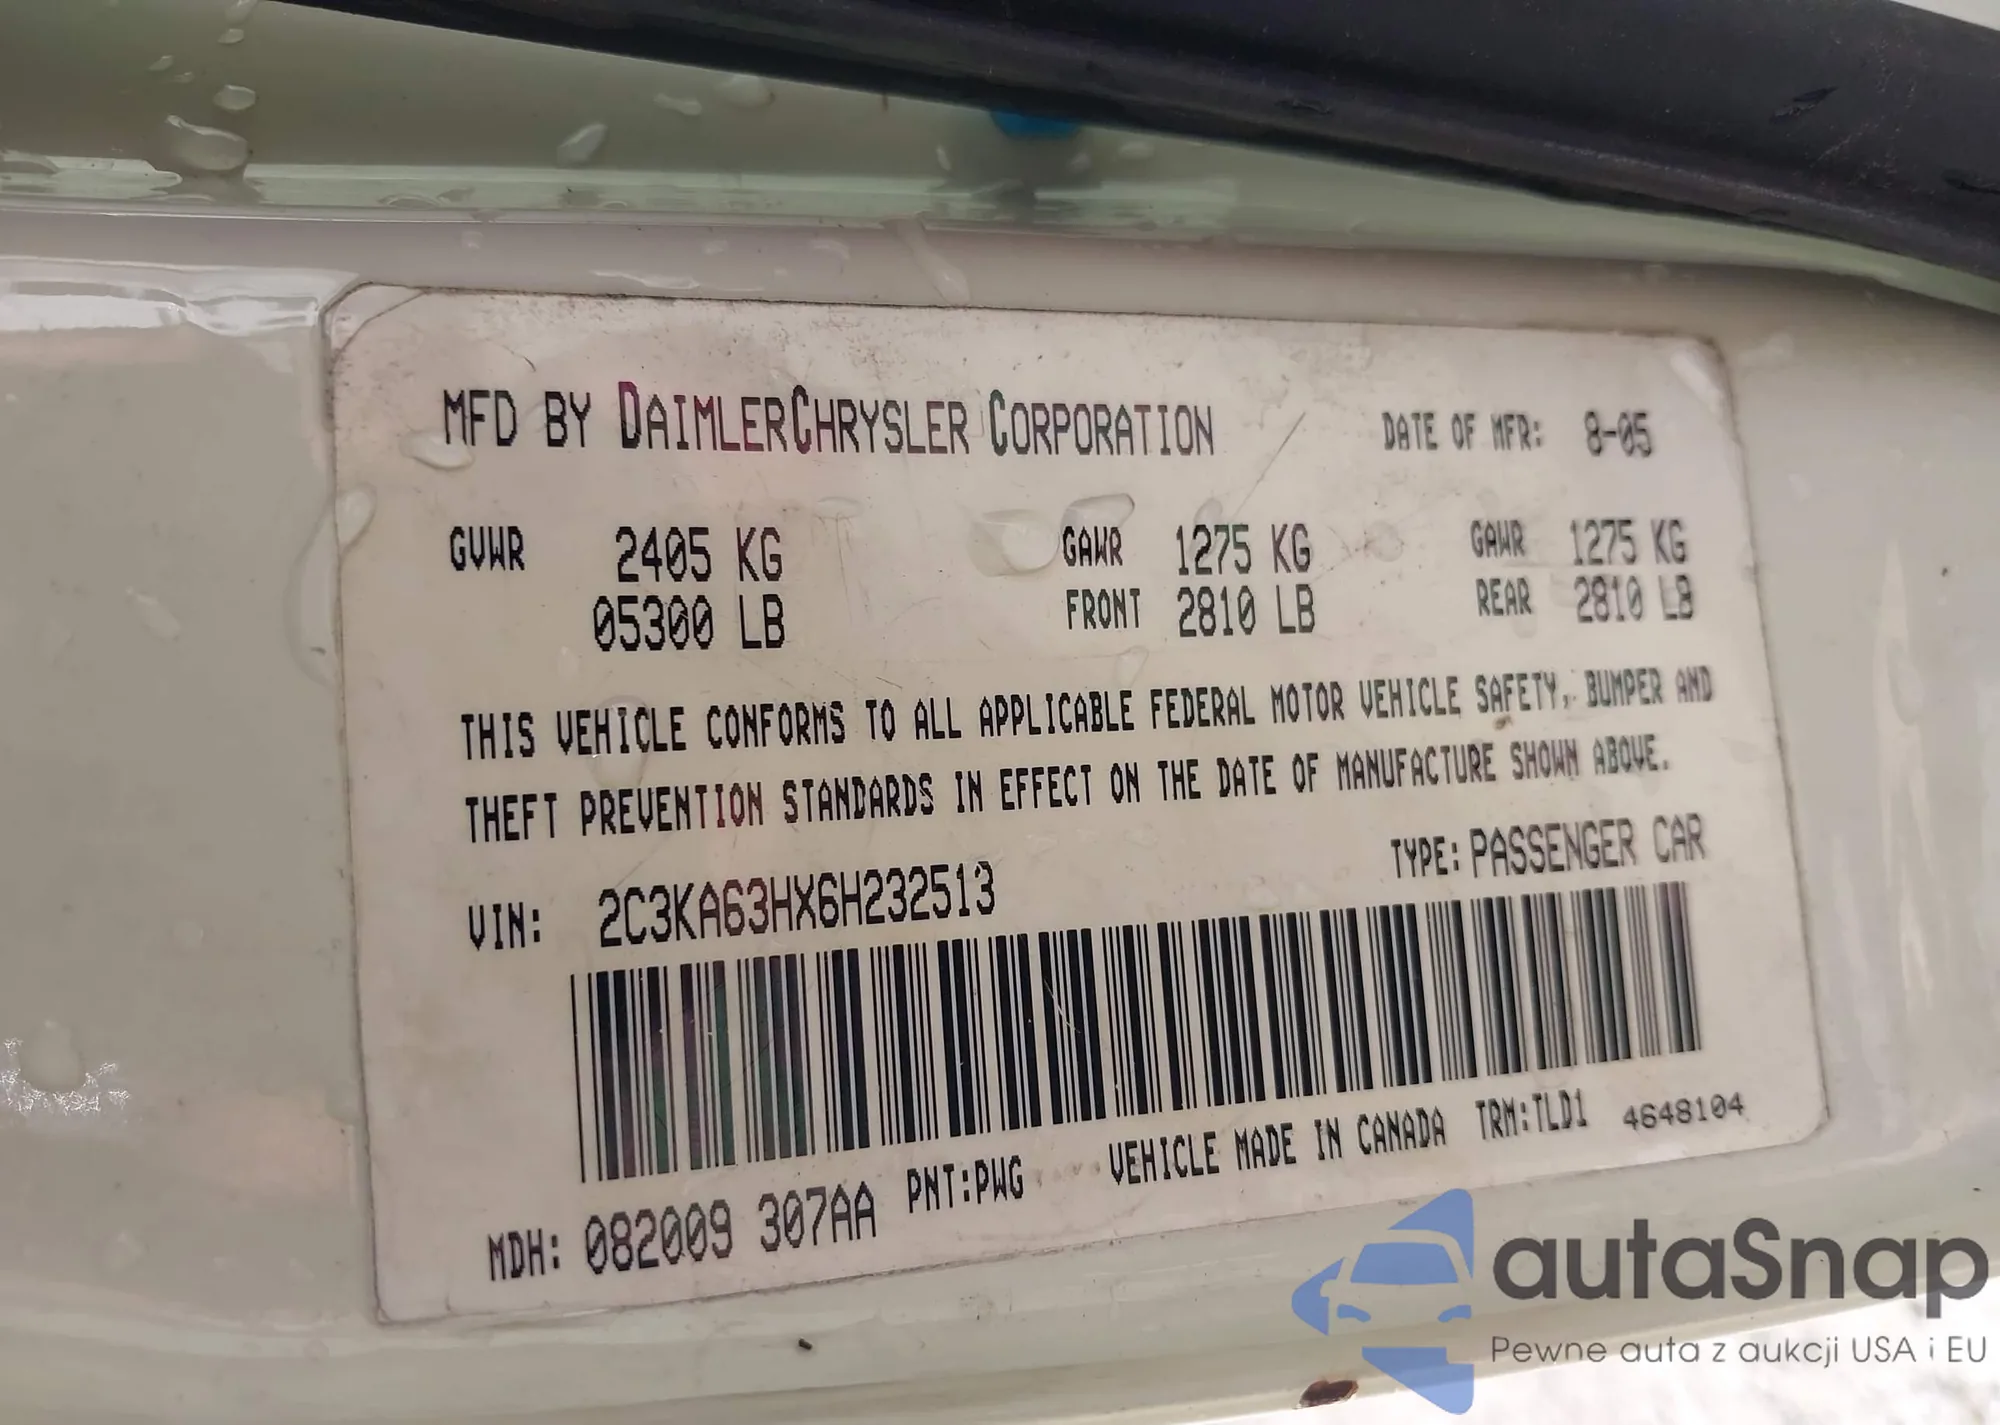 MFD BY DAIMLERCHRYSLER CORPORATION DATE OF MFR: 8-05
GVWR 2405 KG GAWR 1275 KG GAWR 1275 KG
05300 LB FRONT 2810 LB REAR 2810 LB
THIS VEHICLE CONFORMS TO ALL APPLICABLE FEDERAL MOTOR VEHICLE SAFETY, BUMPER AND
THEFT PREVENTION STANDARDS IN EFFECT ON THE DATE OF MANUFACTURE SHOWN ABOVE.
VIN: 2C3KA63HX6H232513 TYPE: PASSENGER CAR
MDH: 082009 307AA PNT:PWG VEHICLE MADE IN CANADA TRM:TLD1 4648104
autaSnap
Pewne auta z aukcji USA i EU